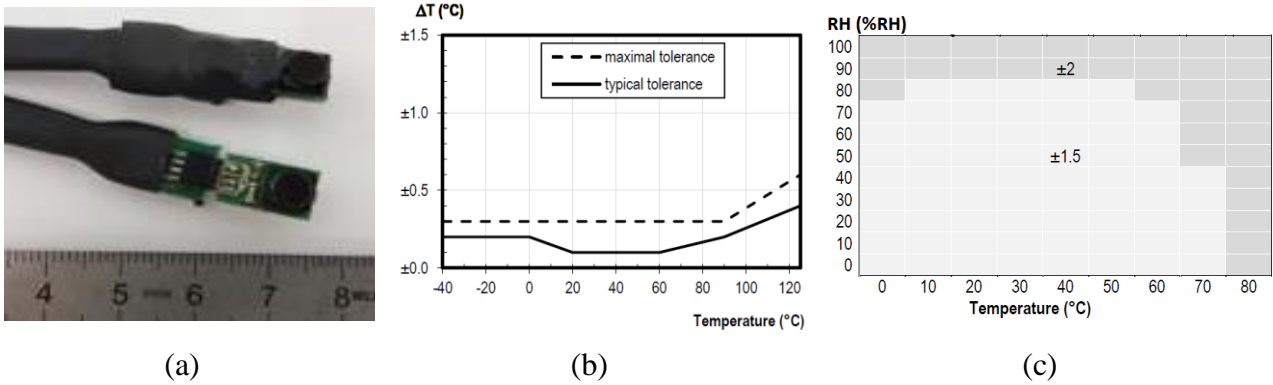 4 5 6 7 8
ΔT (°C)
±1.5
±1.0
±0.5
±0.0
maximal tolerance
typical tolerance
-40 -20 0 20 40 60 80 100 120
Temperature (°C)
RH (%RH)
100
90
80
70
60
50
40
30
20
10
0
±2
±1.5
0 10 20 30 40 50 60 70 80
Temperature (°C)
(a) (b) (c)